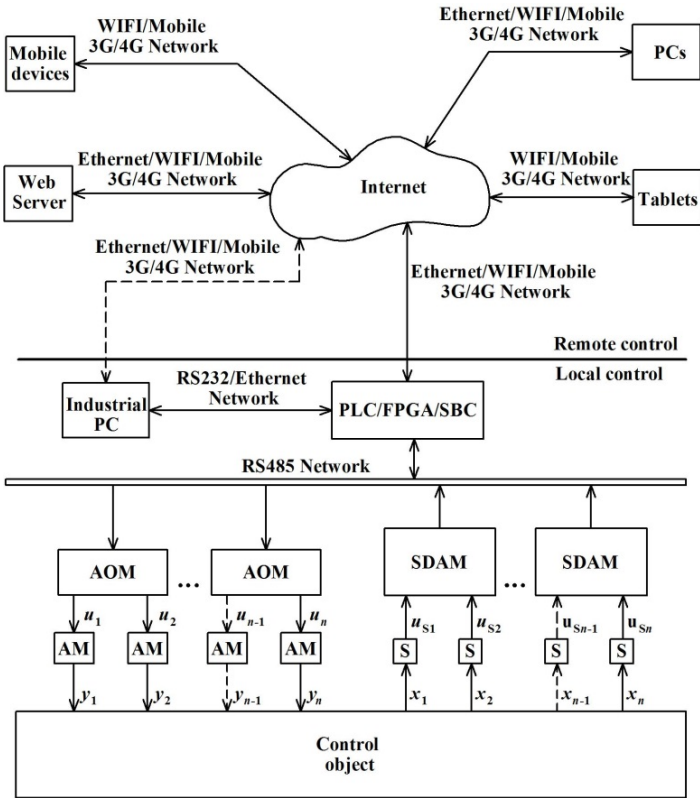 WIFI/Mobile
3G/4G Network
Ethernet/WIFI/Mobile
3G/4G Network
Mobile
devices
PCs
Ethernet/WIFI/Mobile
3G/4G Network
WIFI/Mobile
3G/4G Network
Web
Server
Internet
Tablets
Ethernet/WIFI/Mobile
3G/4G Network
Ethernet/WIFI/Mobile
3G/4G Network
Remote control
Local control
RS232/Ethernet
Network
Industrial
PC
PLC/FPGA/SBC
RS485 Network
AOM
...
AOM
SDAM
...
SDAM
u1
u2
un-1
un
uS1
uS2
uSn-1
uSn
AM
AM
AM
AM
S
S
S
S
y1
y2
yn-1
yn
x1
x2
xn-1
xn
Control
object